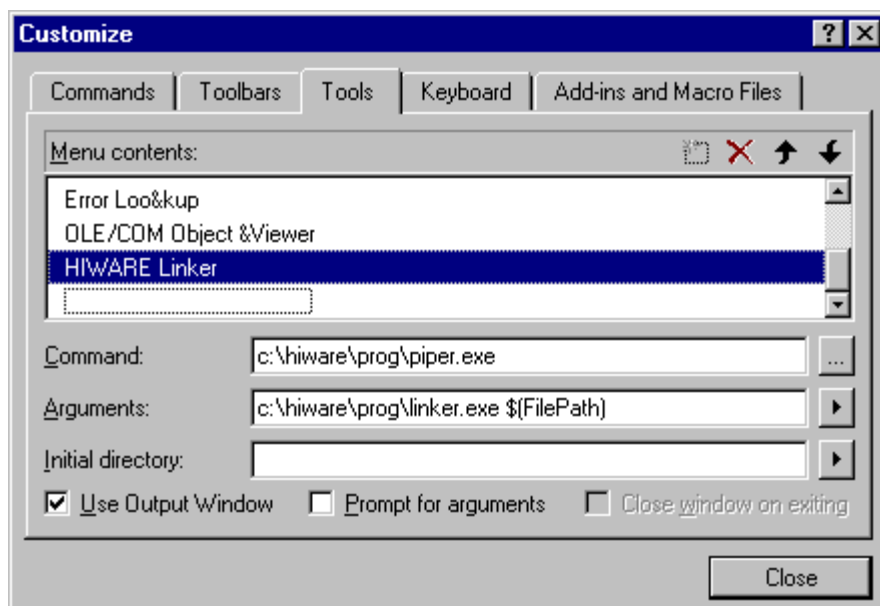 Customize
Commands Toolbars Tools Keyboard Add-ins and Macro Files
Menu contents:
Error Loo&kup
OLE/COM Object &Viewer
HIWARE Linker
Command: c:\hiware\prog\piper.exe ...
Arguments: c:\hiware\prog\linker.exe $(FilePath)
Initial directory:
Use Output Window Prompt for arguments Close window on exiting
Close